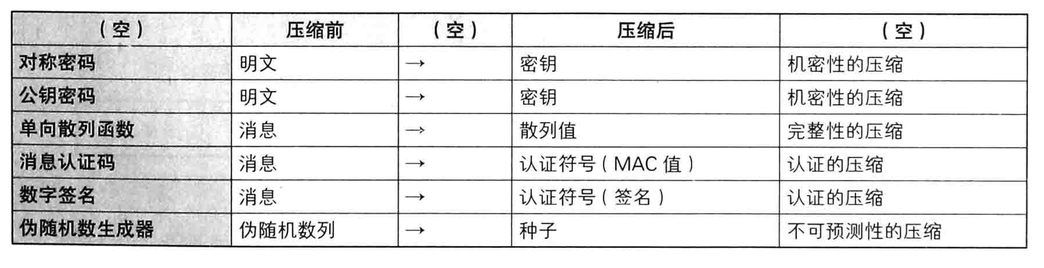 （空） 压缩前 （空） 压缩后 （空）
对称密码 明文 → 密钥 机密性的压缩
公钥密码 明文 → 密钥 机密性的压缩
单向散列函数 消息 → 散列值 完整性的压缩
消息认证码 消息 → 认证符号（MAC 值） 认证的压缩
数字签名 消息 → 认证符号（签名） 认证的压缩
伪随机数生成器 伪随机数列 → 种子 不可预测性的压缩